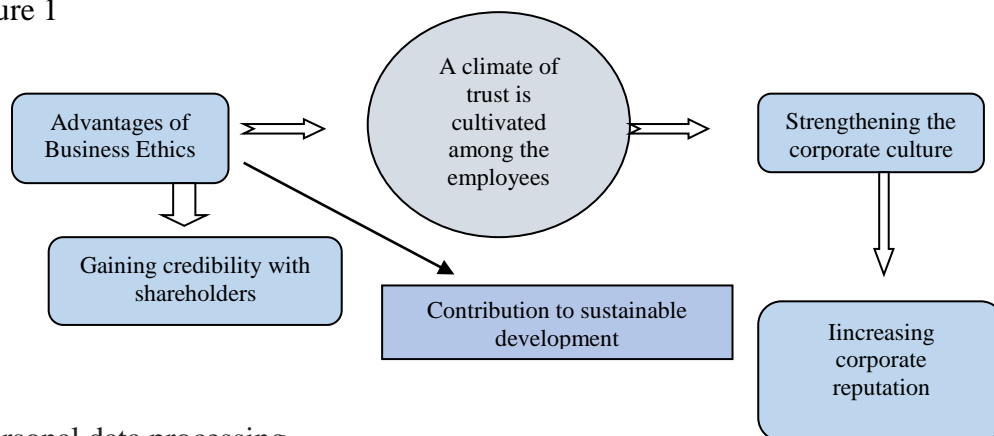 ure 1
A climate of
trust is
cultivated
among the
employees
Advantages of
Business Ethics
Strengthening the
corporate culture
Gaining credibility with
shareholders
Contribution to sustainable
development
Iincreasing
corporate
reputation
ersonal data processing